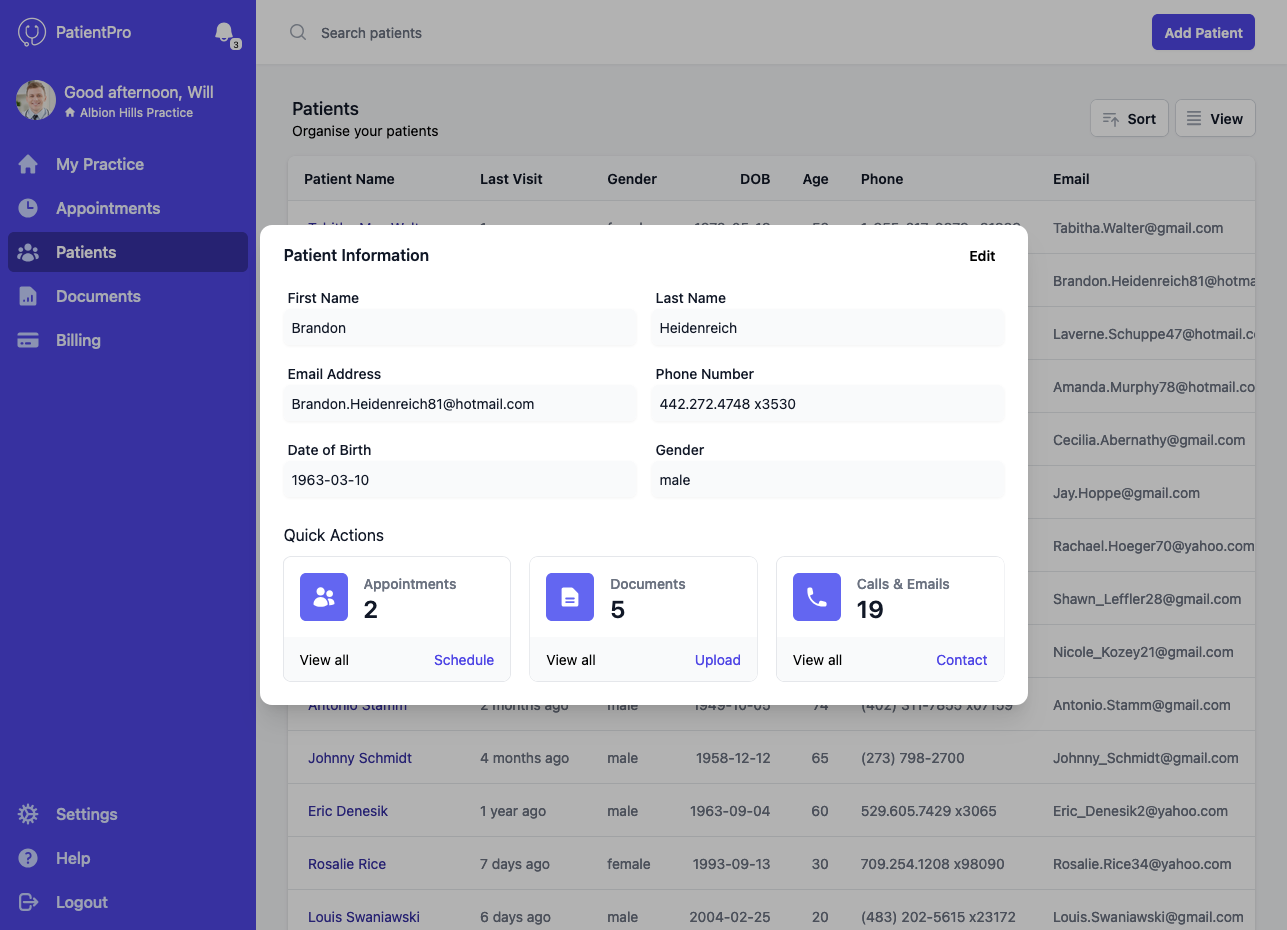 PatientPro
3
Good afternoon, Will
Albion Hills Practice
My Practice
Appointments
Patients
Documents
Billing
Settings
Help
Logout
Search patients
Add Patient
Patients
Organise your patients
Sort
View
Patient Name Last Visit Gender DOB Age Phone Email
Tabitha.Walter@gmail.com
Brandon.Heidenreich81@hotma
Laverne.Schuppe47@hotmail.c
Amanda.Murphy78@hotmail.co
Cecilia.Abernathy@gmail.com
Jay.Hoppe@gmail.com
Rachael.Hoeger70@yahoo.com
Shawn_Leffler28@gmail.com
Nicole_Kozey21@gmail.com
Patient Information
Edit
First Name Last Name
Brandon Heidenreich
Email Address Phone Number
Brandon.Heidenreich81@hotmail.com 442.272.4748 x3530
Date of Birth Gender
1963-03-10 male
Quick Actions
Appointments
2
View all Schedule
Documents
5
View all Upload
Calls & Emails
19
View all Contact
Antonio Stamm 2 months ago male 1949-10-05 74 (402) 311-7855 x07159 Antonio.Stamm@gmail.com
Johnny Schmidt 4 months ago male 1958-12-12 65 (273) 798-2700 Johnny_Schmidt@gmail.com
Eric Denesik 1 year ago male 1963-09-04 60 529.605.7429 x3065 Eric_Denesik2@yahoo.com
Rosalie Rice 7 days ago female 1993-09-13 30 709.254.1208 x98090 Rosalie.Rice34@yahoo.com
Louis Swaniawski 6 days ago male 2004-02-25 20 (483) 202-5615 x23172 Louis.Swaniawski@gmail.com